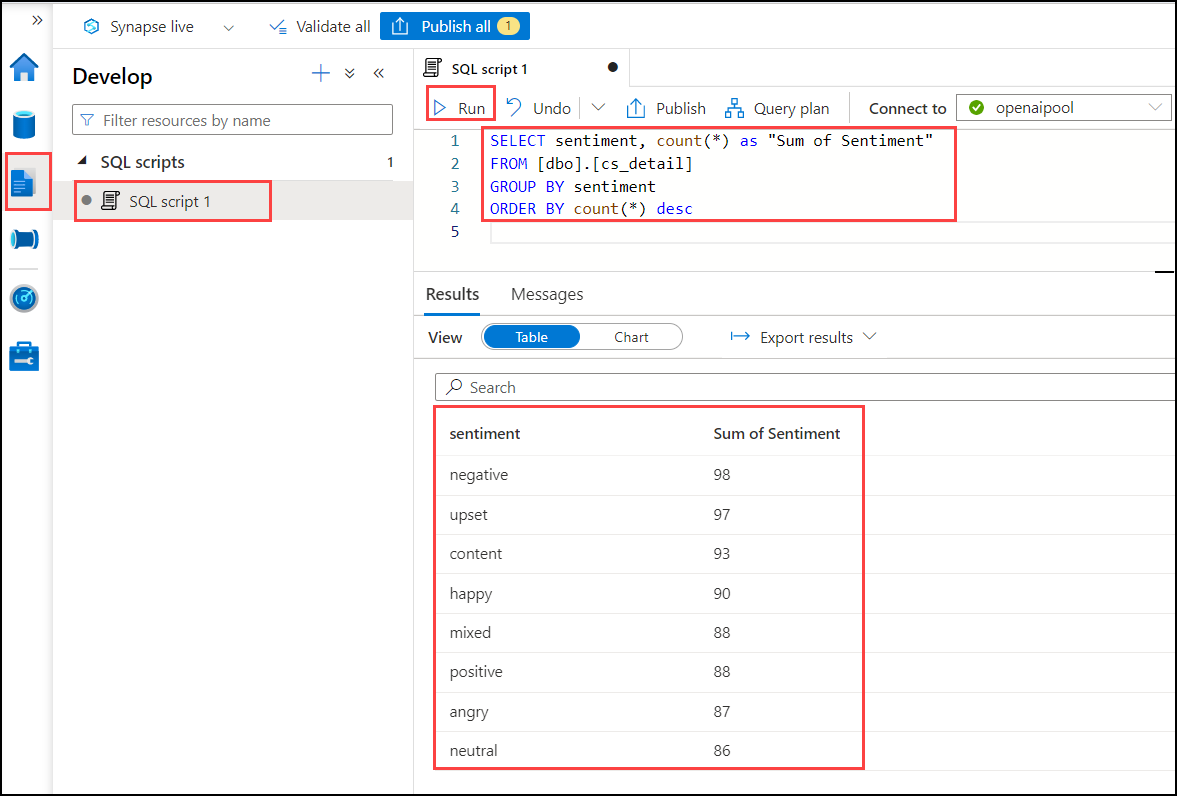 Synapse live Validate all Publish all 1
Develop
Filter resources by name
SQL scripts 1
SQL script 1
SQL script 1
Run Undo Publish Query plan Connect to openaipool
1 SELECT sentiment, count(*) as "Sum of Sentiment"
2 FROM [dbo].[cs_detail]
3 GROUP BY sentiment
4 ORDER BY count(*) desc
5
Results Messages
View Table Chart Export results
Search
sentiment Sum of Sentiment
negative 98
upset 97
content 93
happy 90
mixed 88
positive 88
angry 87
neutral 86